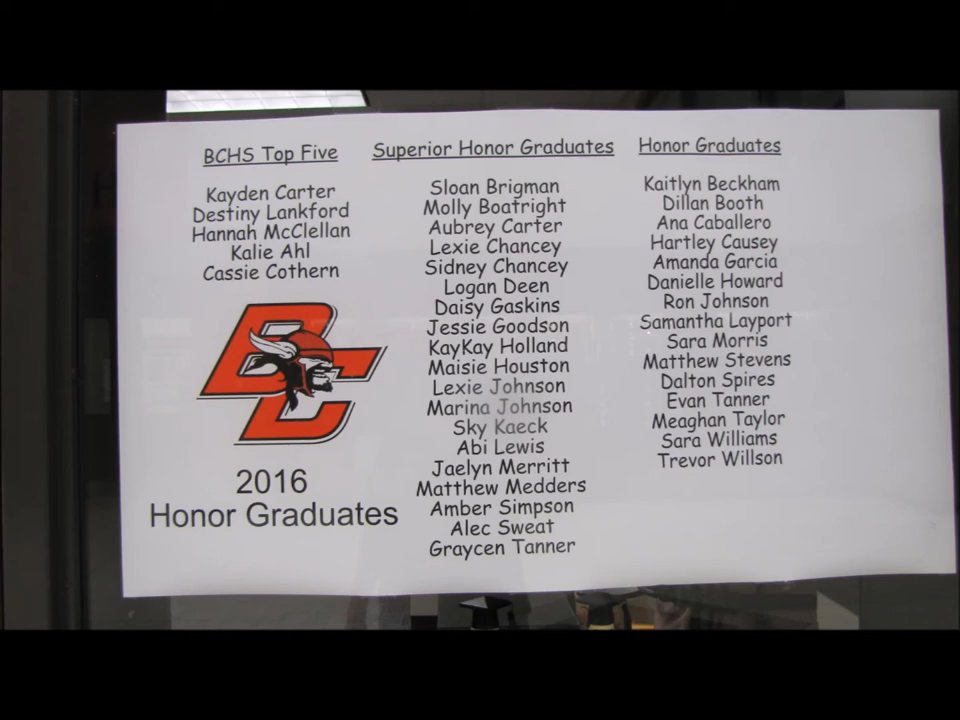 BCHS Top Five
Kayden Carter
Destiny Lankford
Hannah McClellan
Kalie Ahl
Cassie Cothern
BC
2016
Honor Graduates
Superior Honor Graduates
Sloan Brigman
Molly Boatright
Aubrey Carter
Lexie Chancey
Sidney Chancey
Logan Deen
Daisy Gaskins
Jessie Goodson
KayKay Holland
Maisie Houston
Lexie Johnson
Marina Johnson
Sky Kaeck
Abi Lewis
Jaelyn Merritt
Matthew Medders
Amber Simpson
Alec Sweat
Graycen Tanner
Honor Graduates
Kaitlyn Beckham
Dillan Booth
Ana Caballero
Hartley Causey
Amanda Garcia
Danielle Howard
Ron Johnson
Samantha Layport
Sara Morris
Matthew Stevens
Dalton Spires
Evan Tanner
Meaghan Taylor
Sara Williams
Trevor Willson